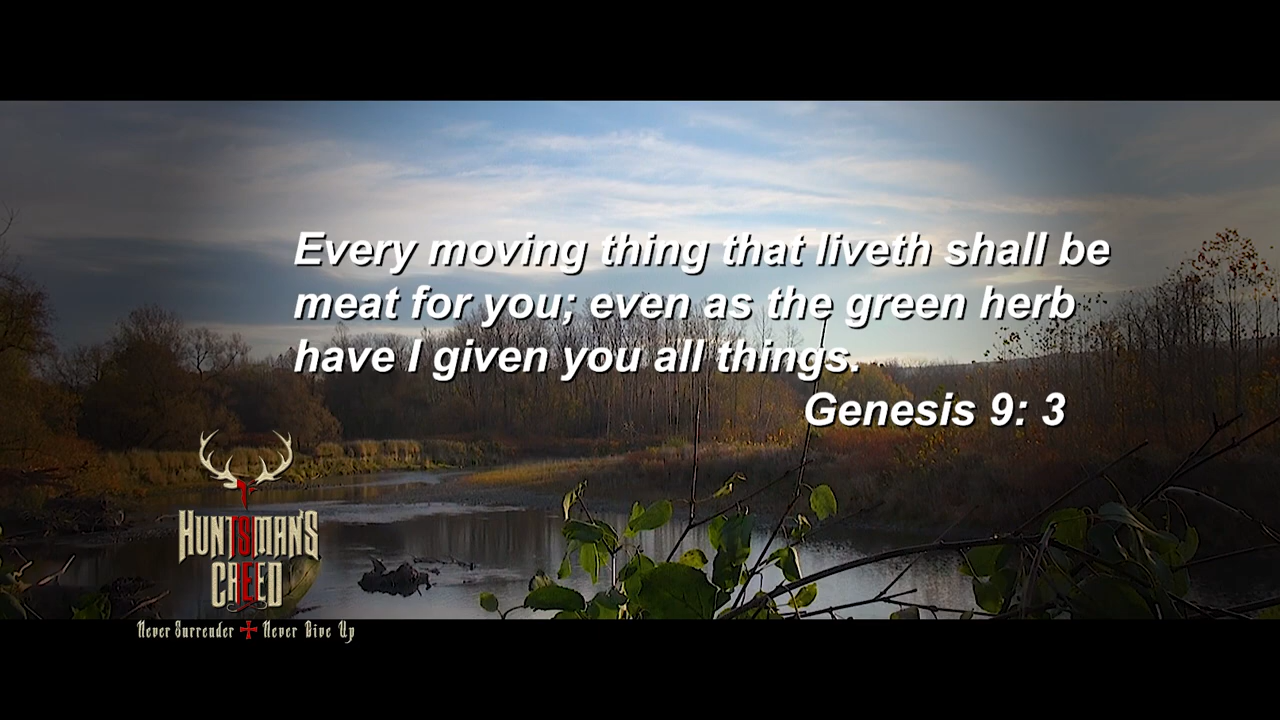 Every moving thing that liveth shall be
meat for you; even as the green herb
have I given you all things.
Genesis 9: 3
HUNTSMAN'S
CREED
Never Surrender Never Give Up